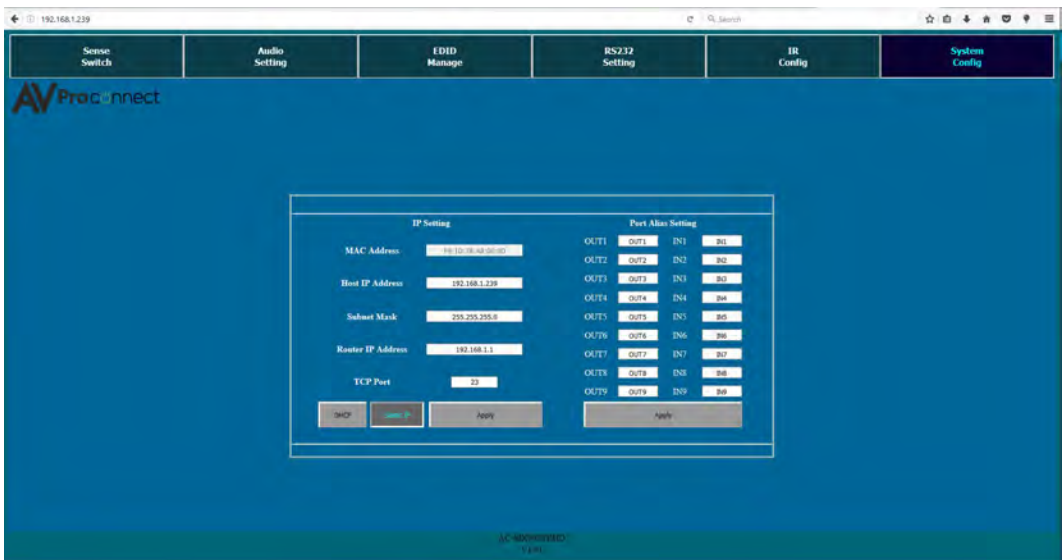 192.168.1.239
Search
Sense Switch
Audio Setting
EDID Manage
RS232 Setting
IR Config
System Config
AVProconnect
IP Setting
MAC Address
Host IP Address 192.168.1.239
Subnet Mask 255.255.255.0
Router IP Address 192.168.1.1
TCP Port 23
DHCP Apply
Port Alias Setting
OUT1 OUT1 IN1 IN1
OUT2 OUT2 IN2 IN2
OUT3 OUT3 IN3 IN3
OUT4 OUT4 IN4 IN4
OUT5 OUT5 IN5 IN5
OUT6 OUT6 IN6 IN6
OUT7 OUT7 IN7 IN7
OUT8 OUT8 IN8 IN8
OUT9 OUT9 IN9 IN9
Apply